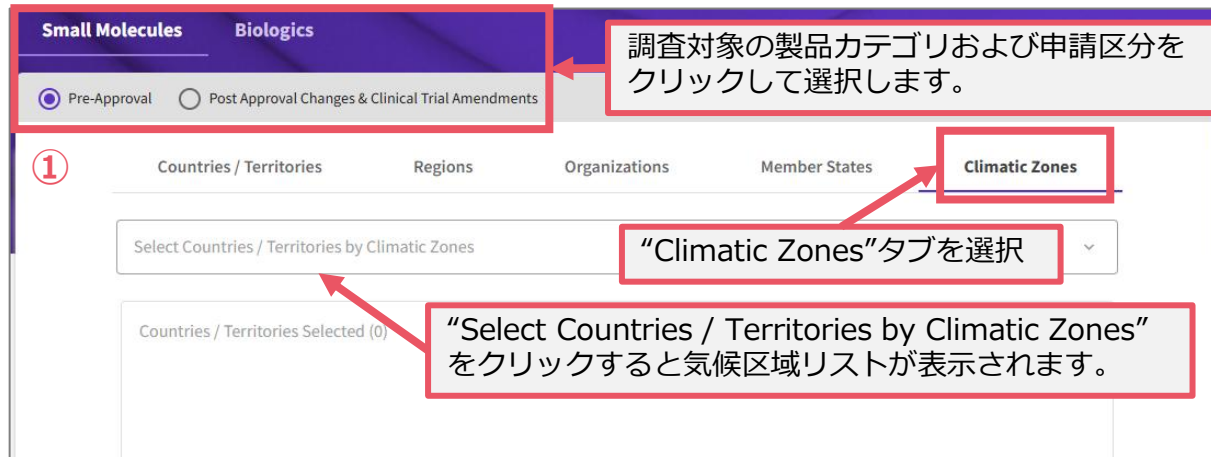 Small Molecules Biologics
調査対象の製品カテゴリおよび申請区分を
クリックして選択します。
Pre-Approval Post Approval Changes & Clinical Trial Amendments
①
Countries / Territories Regions Organizations Member States Climatic Zones
Select Countries / Territories by Climatic Zones
“Climatic Zones”タブを選択
Countries / Territories Selected (0)
“Select Countries / Territories by Climatic Zones”
をクリックすると気候区域リストが表示されます。